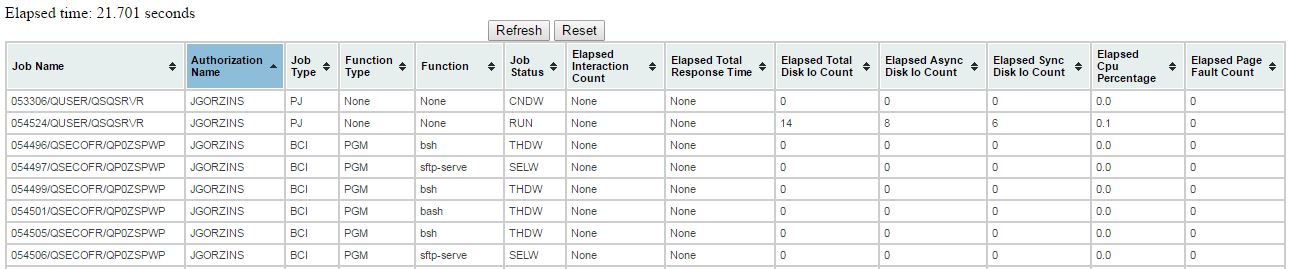 Elapsed time: 21.701 seconds
Refresh Reset
Job Name Authorization Name Job Type Function Type Function Job Status Elapsed Interaction Count Elapsed Total Response Time Elapsed Total Disk Io Count Elapsed Async Disk Io Count Elapsed Sync Disk Io Count Elapsed Cpu Percentage Elapsed Page Fault Count
053306/QUSER/QSQSRVR JGORZINS PJ None None CNDW None None 0 0 0 0.0 0
054524/QUSER/QSQSRVR JGORZINS PJ None None RUN None None 14 8 6 0.1 0
054496/QSECOFR/QP0ZSPWP JGORZINS BCI PGM bsh THDW None None 0 0 0 0.0 0
054497/QSECOFR/QP0ZSPWP JGORZINS BCI PGM sftp-serve SELW None None 0 0 0 0.0 0
054499/QSECOFR/QP0ZSPWP JGORZINS BCI PGM bsh THDW None None 0 0 0 0.0 0
054501/QSECOFR/QP0ZSPWP JGORZINS BCI PGM bash THDW None None 0 0 0 0.0 0
054505/QSECOFR/QP0ZSPWP JGORZINS BCI PGM bsh THDW None None 0 0 0 0.0 0
054506/QSECOFR/QP0ZSPWP JGORZINS BCI PGM sftp-serve SELW None None 0 0 0 0.0 0